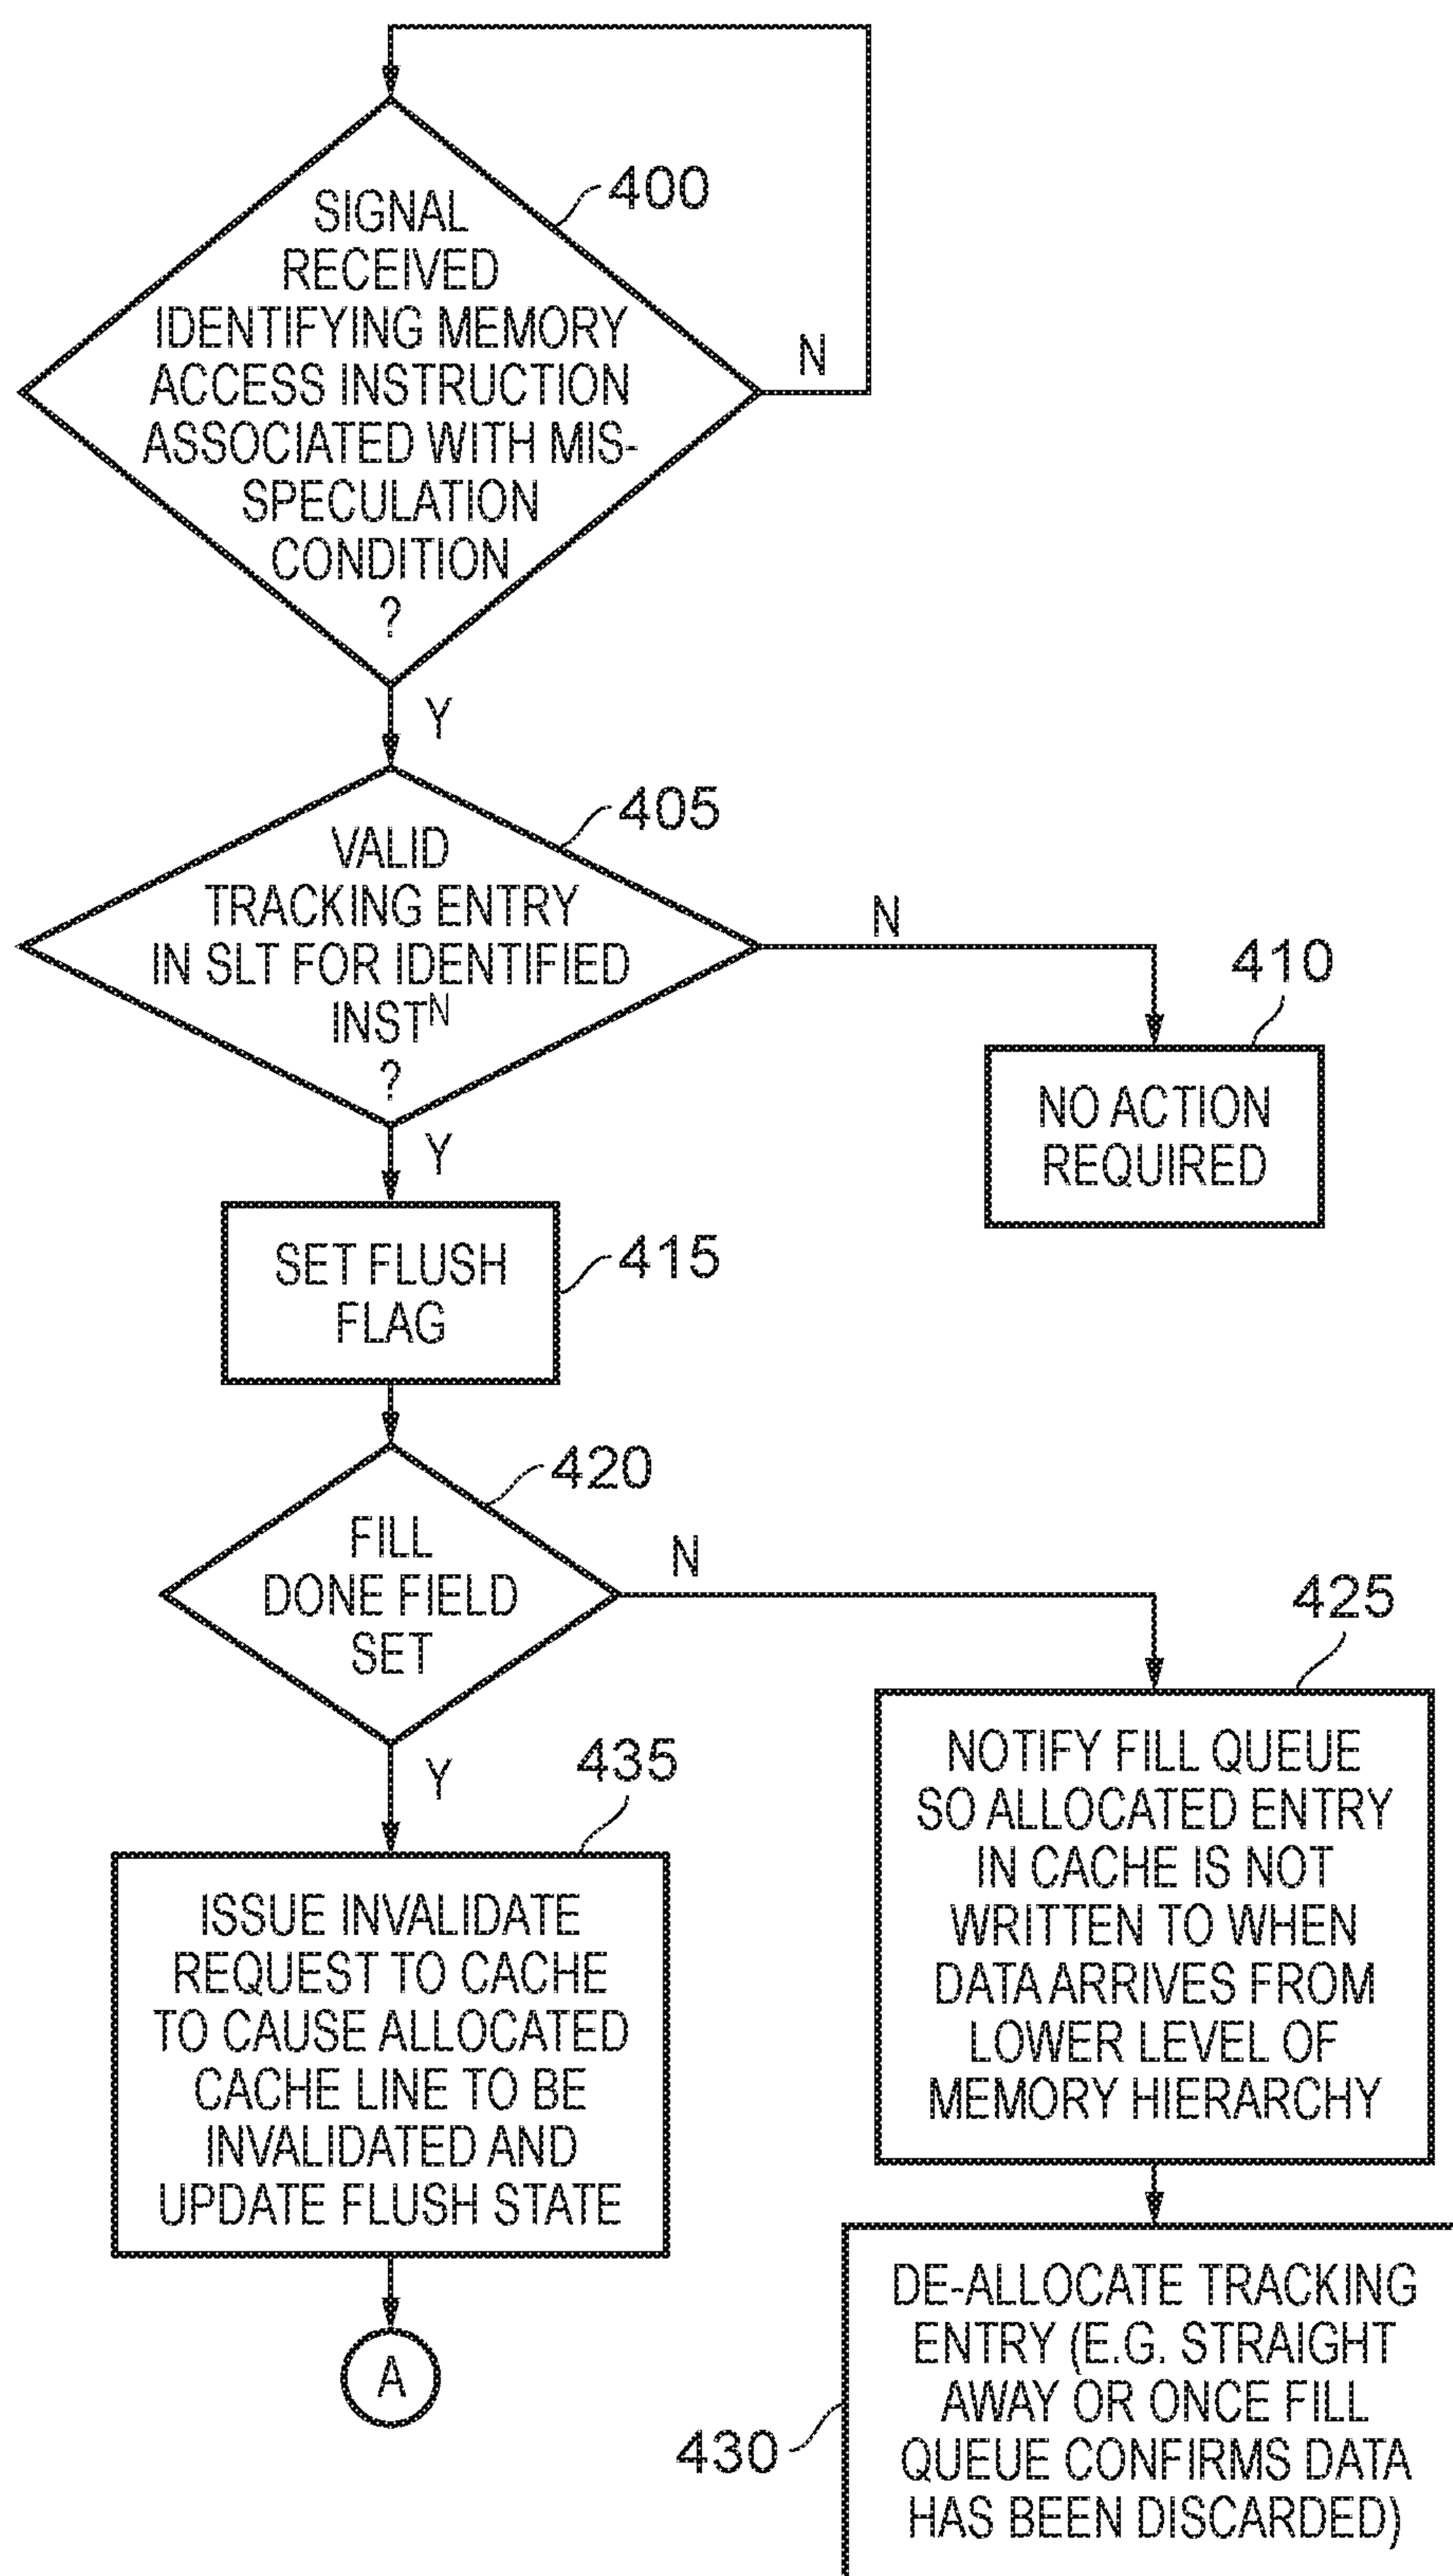 400
SIGNAL
RECEIVED
IDENTIFYING MEMORY
ACCESS INSTRUCTION
ASSOCIATED WITH MIS-
SPECULATION
CONDITION
?
N
Y
405
VALID
TRACKING ENTRY
IN SLT FOR IDENTIFIED
INSTᴺ
?
N
410
NO ACTION
REQUIRED
Y
SET FLUSH
FLAG
415
420
FILL
DONE FIELD
SET
N
425
NOTIFY FILL QUEUE
SO ALLOCATED ENTRY
IN CACHE IS NOT
WRITTEN TO WHEN
DATA ARRIVES FROM
LOWER LEVEL OF
MEMORY HIERARCHY
Y
435
ISSUE INVALIDATE
REQUEST TO CACHE
TO CAUSE ALLOCATED
CACHE LINE TO BE
INVALIDATED AND
UPDATE FLUSH STATE
A
430
DE-ALLOCATE TRACKING
ENTRY (E.G. STRAIGHT
AWAY OR ONCE FILL
QUEUE CONFIRMS DATA
HAS BEEN DISCARDED)